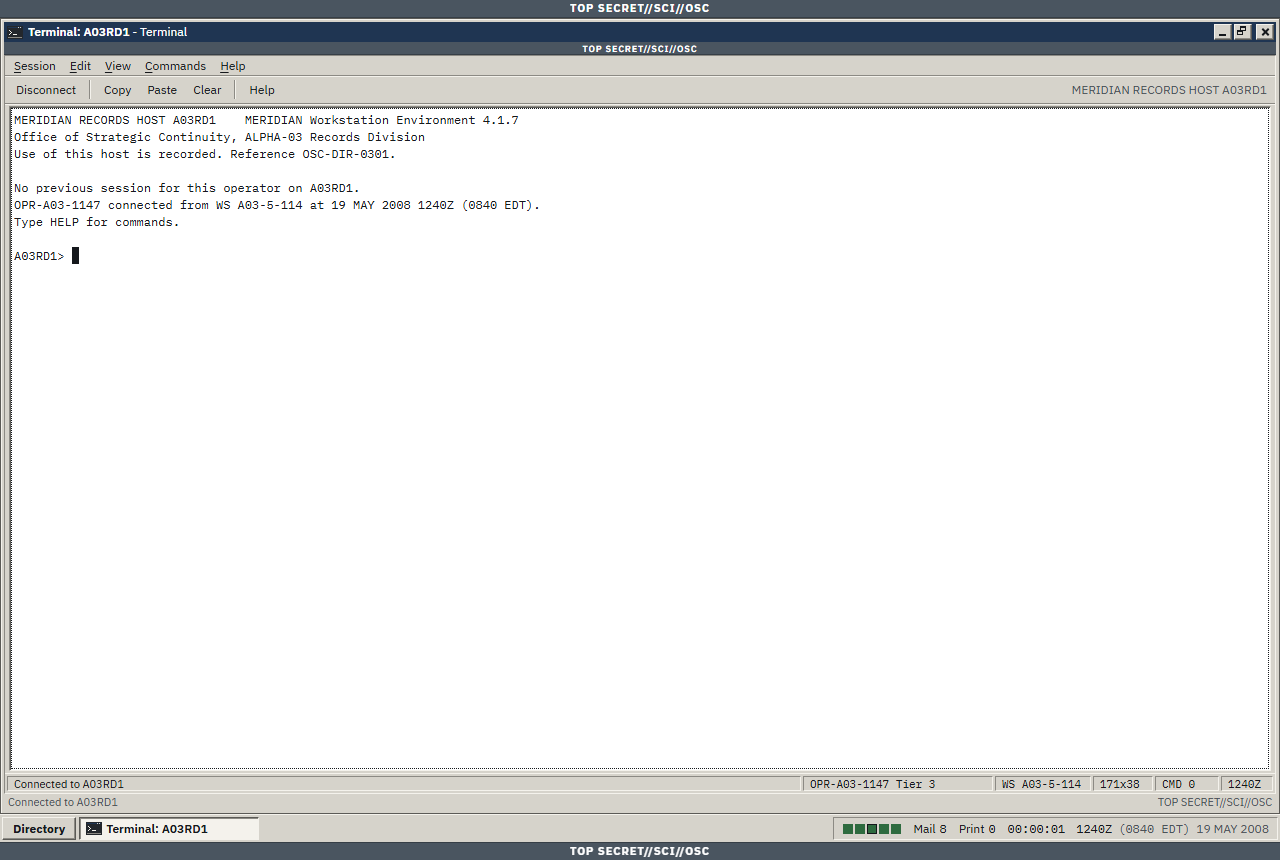 TOP SECRET//SCI//OSC
Terminal: A03RD1 - Terminal
TOP SECRET//SCI//OSC
Session Edit View Commands Help
Disconnect Copy Paste Clear Help MERIDIAN RECORDS HOST A03RD1
MERIDIAN RECORDS HOST A03RD1 MERIDIAN Workstation Environment 4.1.7
Office of Strategic Continuity, ALPHA-03 Records Division
Use of this host is recorded. Reference OSC-DIR-0301.
No previous session for this operator on A03RD1.
OPR-A03-1147 connected from WS A03-5-114 at 19 MAY 2008 1240Z (0840 EDT).
Type HELP for commands.
A03RD1>
Connected to A03RD1 OPR-A03-1147 Tier 3 WS A03-5-114 171x38 CMD 0 1240Z
Connected to A03RD1 TOP SECRET//SCI//OSC
Directory Terminal: A03RD1 Mail 8 Print 0 00:00:01 1240Z (0840 EDT) 19 MAY 2008
TOP SECRET//SCI//OSC